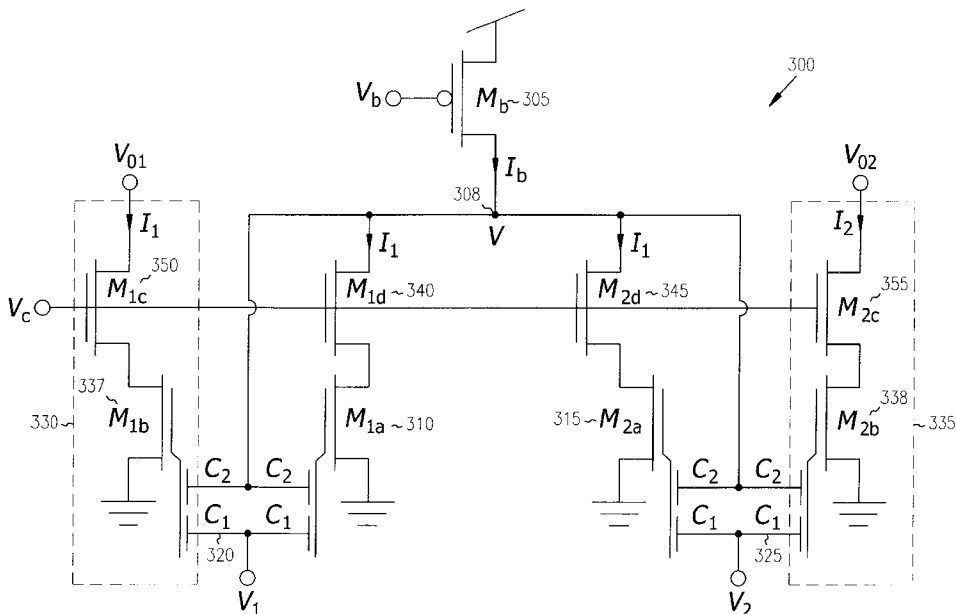 300
V_b
M_b~305
V_01
I_b
V_02
308
V
I_1
I_1
I_1
I_2
M_1c 350
M_1d~340
M_2d~345
M_2c 355
V_c
337
M_1b
330
M_1a~310
315~M_2a
M_2b 338
335
C_2 C_2
C_2 C_2
C_1 C_1
C_1 C_1
320
325
V_1
V_2